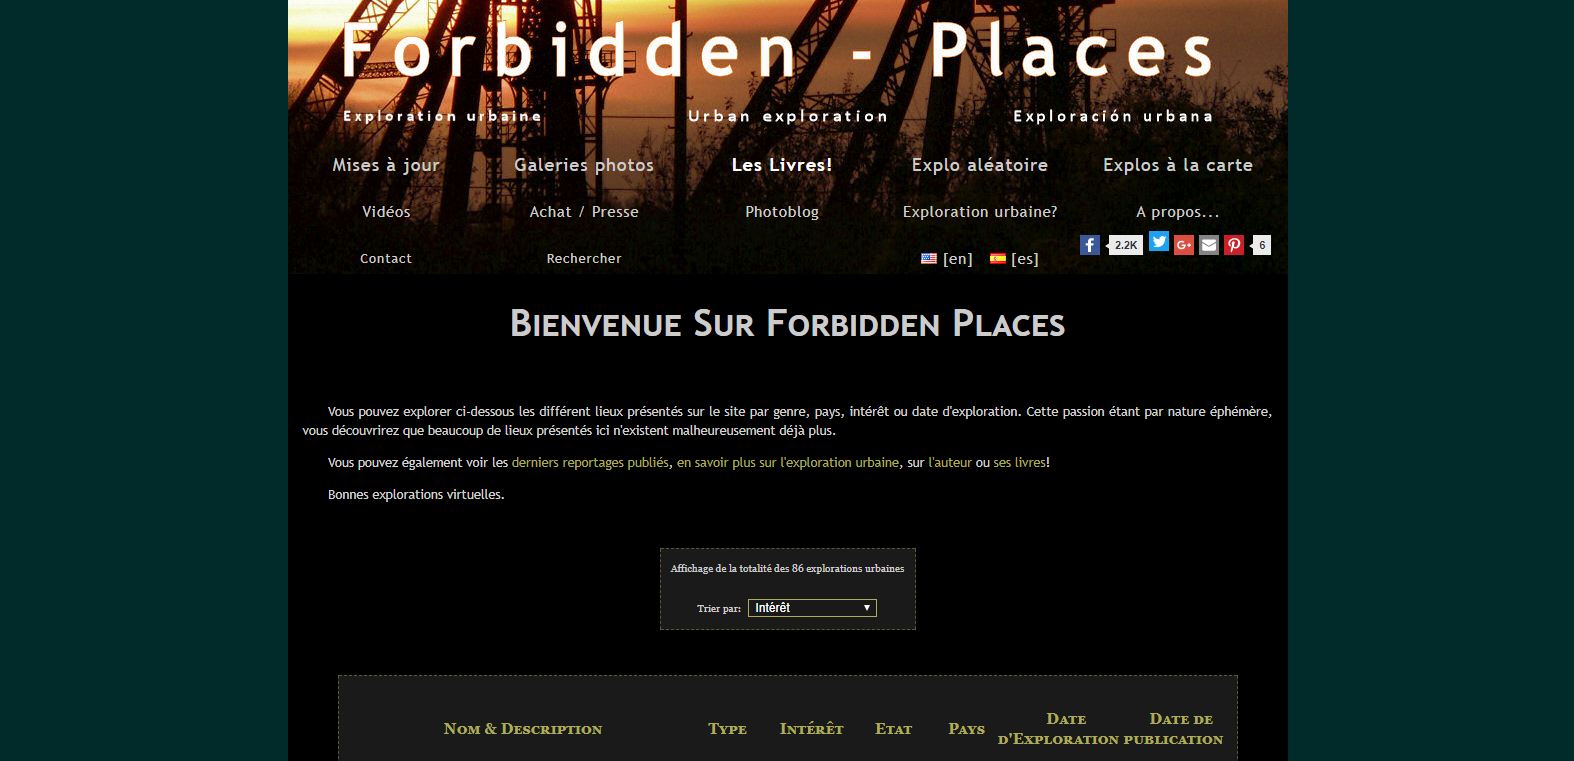 Forbidden - Places
Exploration urbaine Urban exploration Exploración urbana
Mises à jour Galeries photos Les Livres! Explo aléatoire Explos à la carte
Vidéos Achat / Presse Photoblog Exploration urbaine? A propos...
2.2K G+ 6
Contact Rechercher [en] [es]
Bienvenue Sur Forbidden Places
Vous pouvez explorer ci-dessous les différent lieux présentés sur le site par genre, pays, intérêt ou date d'exploration. Cette passion étant par nature éphémère,
vous découvrirez que beaucoup de lieux présentés ici n'existent malheureusement déjà plus.
Vous pouvez également voir les derniers reportages publiés, en savoir plus sur l'exploration urbaine, sur l'auteur ou ses livres!
Bonnes explorations virtuelles.
Affichage de la totalité des 86 explorations urbaines
Trier par: Intérêt
Nom & Description Type Intérêt Etat Pays Date d'Exploration Date de publication